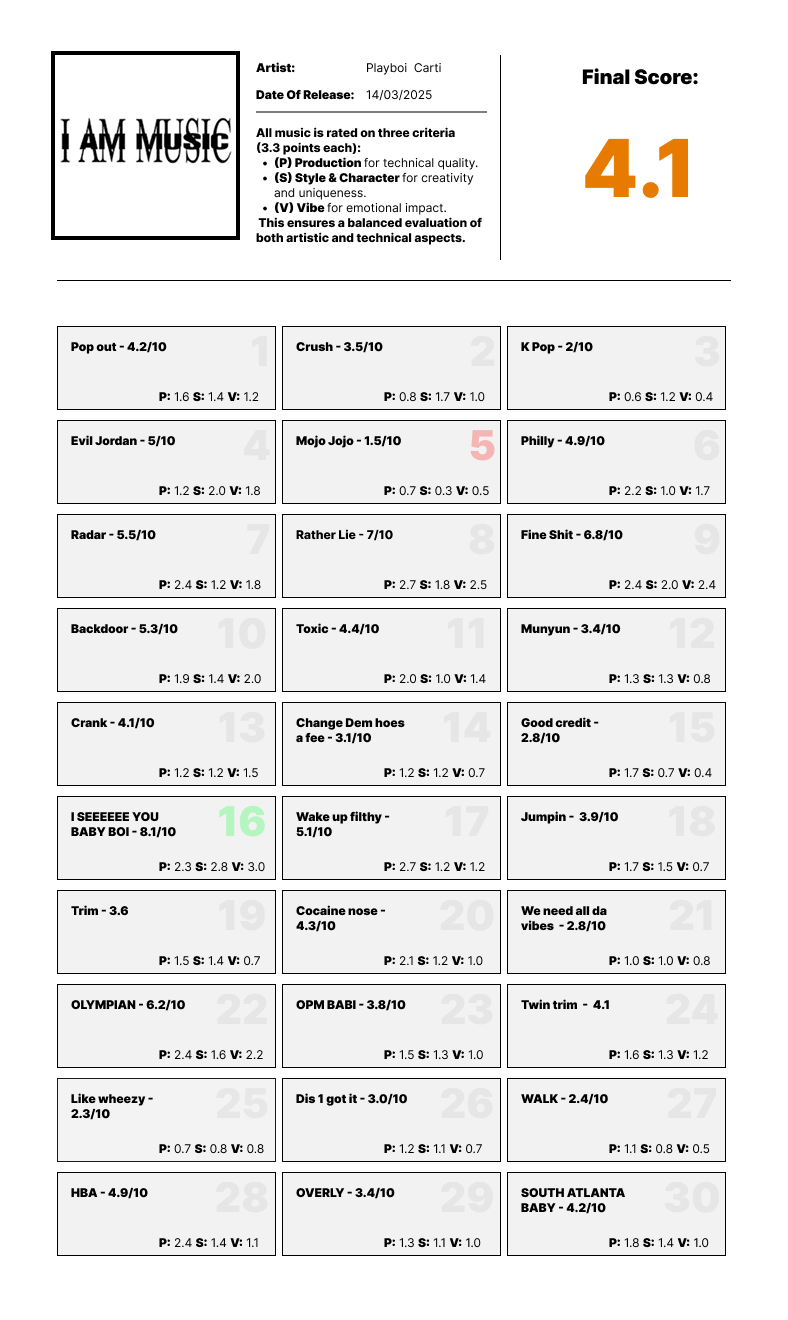 I AM MUSIC
I AM MUSIC
Artist: Playboi Carti
Date Of Release: 14/03/2025
All music is rated on three criteria
(3.3 points each):
• (P) Production for technical quality.
• (S) Style & Character for creativity
and uniqueness.
• (V) Vibe for emotional impact.
This ensures a balanced evaluation of
both artistic and technical aspects.
Final Score:
4.1
Pop out - 4.2/10
1
P: 1.6 S: 1.4 V: 1.2
Crush - 3.5/10
2
P: 0.8 S: 1.7 V: 1.0
K Pop - 2/10
3
P: 0.6 S: 1.2 V: 0.4
Evil Jordan - 5/10
4
P: 1.2 S: 2.0 V: 1.8
Mojo Jojo - 1.5/10
5
P: 0.7 S: 0.3 V: 0.5
Philly - 4.9/10
6
P: 2.2 S: 1.0 V: 1.7
Radar - 5.5/10
7
P: 2.4 S: 1.2 V: 1.8
Rather Lie - 7/10
8
P: 2.7 S: 1.8 V: 2.5
Fine Shit - 6.8/10
9
P: 2.4 S: 2.0 V: 2.4
Backdoor - 5.3/10
10
P: 1.9 S: 1.4 V: 2.0
Toxic - 4.4/10
11
P: 2.0 S: 1.0 V: 1.4
Munyun - 3.4/10
12
P: 1.3 S: 1.3 V: 0.8
Crank - 4.1/10
13
P: 1.2 S: 1.2 V: 1.5
Change Dem hoes
a fee - 3.1/10
14
P: 1.2 S: 1.2 V: 0.7
Good credit -
2.8/10
15
P: 1.7 S: 0.7 V: 0.4
I SEEEEEE YOU
BABY BOI - 8.1/10
16
P: 2.3 S: 2.8 V: 3.0
Wake up filthy -
5.1/10
17
P: 2.7 S: 1.2 V: 1.2
Jumpin - 3.9/10
18
P: 1.7 S: 1.5 V: 0.7
Trim - 3.6
19
P: 1.5 S: 1.4 V: 0.7
Cocaine nose -
4.3/10
20
P: 2.1 S: 1.2 V: 1.0
We need all da
vibes - 2.8/10
21
P: 1.0 S: 1.0 V: 0.8
OLYMPIAN - 6.2/10
22
P: 2.4 S: 1.6 V: 2.2
OPM BABI - 3.8/10
23
P: 1.5 S: 1.3 V: 1.0
Twin trim - 4.1
24
P: 1.6 S: 1.3 V: 1.2
Like wheezy -
2.3/10
25
P: 0.7 S: 0.8 V: 0.8
Dis 1 got it - 3.0/10
26
P: 1.2 S: 1.1 V: 0.7
WALK - 2.4/10
27
P: 1.1 S: 0.8 V: 0.5
HBA - 4.9/10
28
P: 2.4 S: 1.4 V: 1.1
OVERLY - 3.4/10
29
P: 1.3 S: 1.1 V: 1.0
SOUTH ATLANTA
BABY - 4.2/10
30
P: 1.8 S: 1.4 V: 1.0